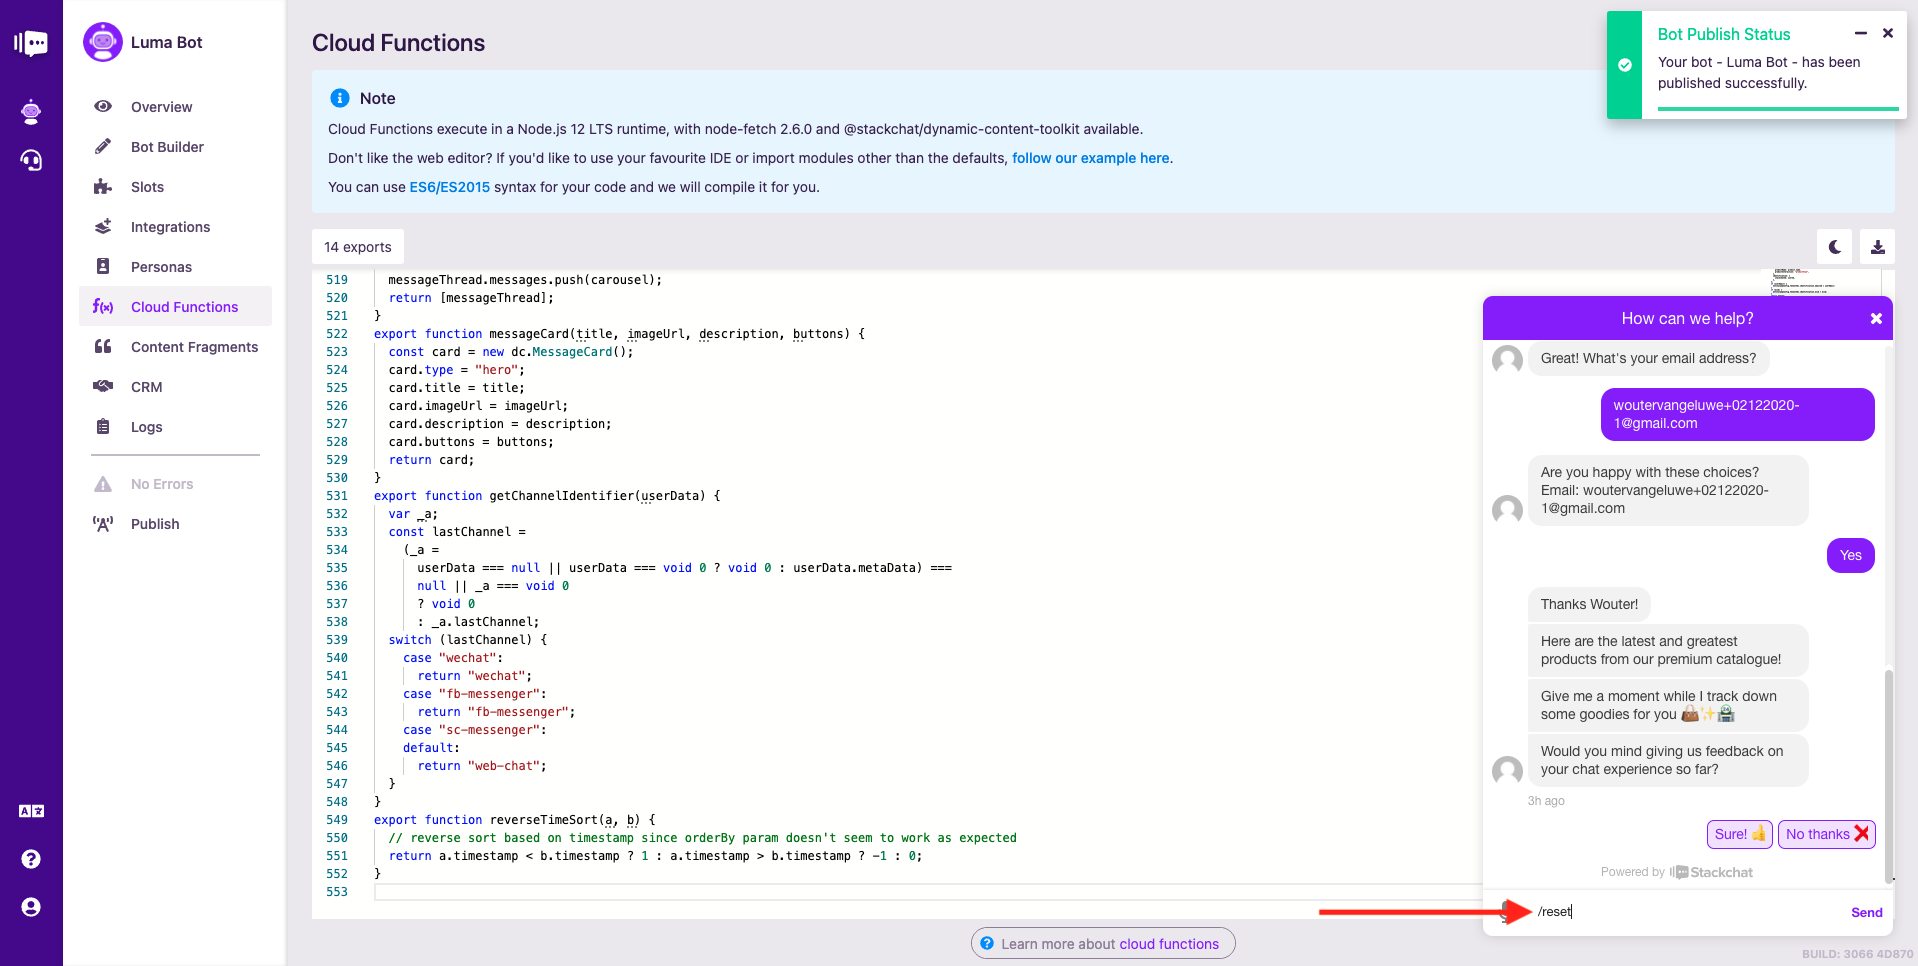 Luma Bot
Overview
Bot Builder
Slots
Integrations
Personas
f(x) Cloud Functions
Content Fragments
CRM
Logs
No Errors
Publish
Cloud Functions
Note
Cloud Functions execute in a Node.js 12 LTS runtime, with node-fetch 2.6.0 and @stackchat/dynamic-content-toolkit available.
Don't like the web editor? If you'd like to use your favourite IDE or import modules other than the defaults, follow our example here.
You can use ES6/ES2015 syntax for your code and we will compile it for you.
Bot Publish Status
Your bot - Luma Bot - has been
published successfully.
14 exports
519 messageThread.messages.push(carousel);
520 return [messageThread];
521 }
522 export function messageCard(title, imageUrl, description, buttons) {
523 const card = new dc.MessageCard();
524 card.type = "hero";
525 card.title = title;
526 card.imageUrl = imageUrl;
527 card.description = description;
528 card.buttons = buttons;
529 return card;
530 }
531 export function getChannelIdentifier(userData) {
532 var _a;
533 const lastChannel =
534 (_a =
535 userData === null || userData === void 0 ? void 0 : userData.metaData) ===
536 null || _a === void 0
537 ? void 0
538 : _a.lastChannel;
539 switch (lastChannel) {
540 case "wechat":
541 return "wechat";
542 case "fb-messenger":
543 return "fb-messenger";
544 case "sc-messenger":
545 default:
546 return "web-chat";
547 }
548 }
549 export function reverseTimeSort(a, b) {
550 // reverse sort based on timestamp since orderBy param doesn't seem to work as expected
551 return a.timestamp < b.timestamp ? 1 : a.timestamp > b.timestamp ? -1 : 0;
552 }
553
Learn more about cloud functions
How can we help?
Great! What's your email address?
woutervangeluwe+02122020-
1@gmail.com
Are you happy with these choices?
Email: woutervangeluwe+02122020-
1@gmail.com
Yes
Thanks Wouter!
Here are the latest and greatest
products from our premium catalogue!
Give me a moment while I track down
some goodies for you 👜✨🏪
Would you mind giving us feedback on
your chat experience so far?
3h ago
Sure! 👍 No thanks ❌
Powered by Stackchat
/reset Send
BUILD: 3066 4D870